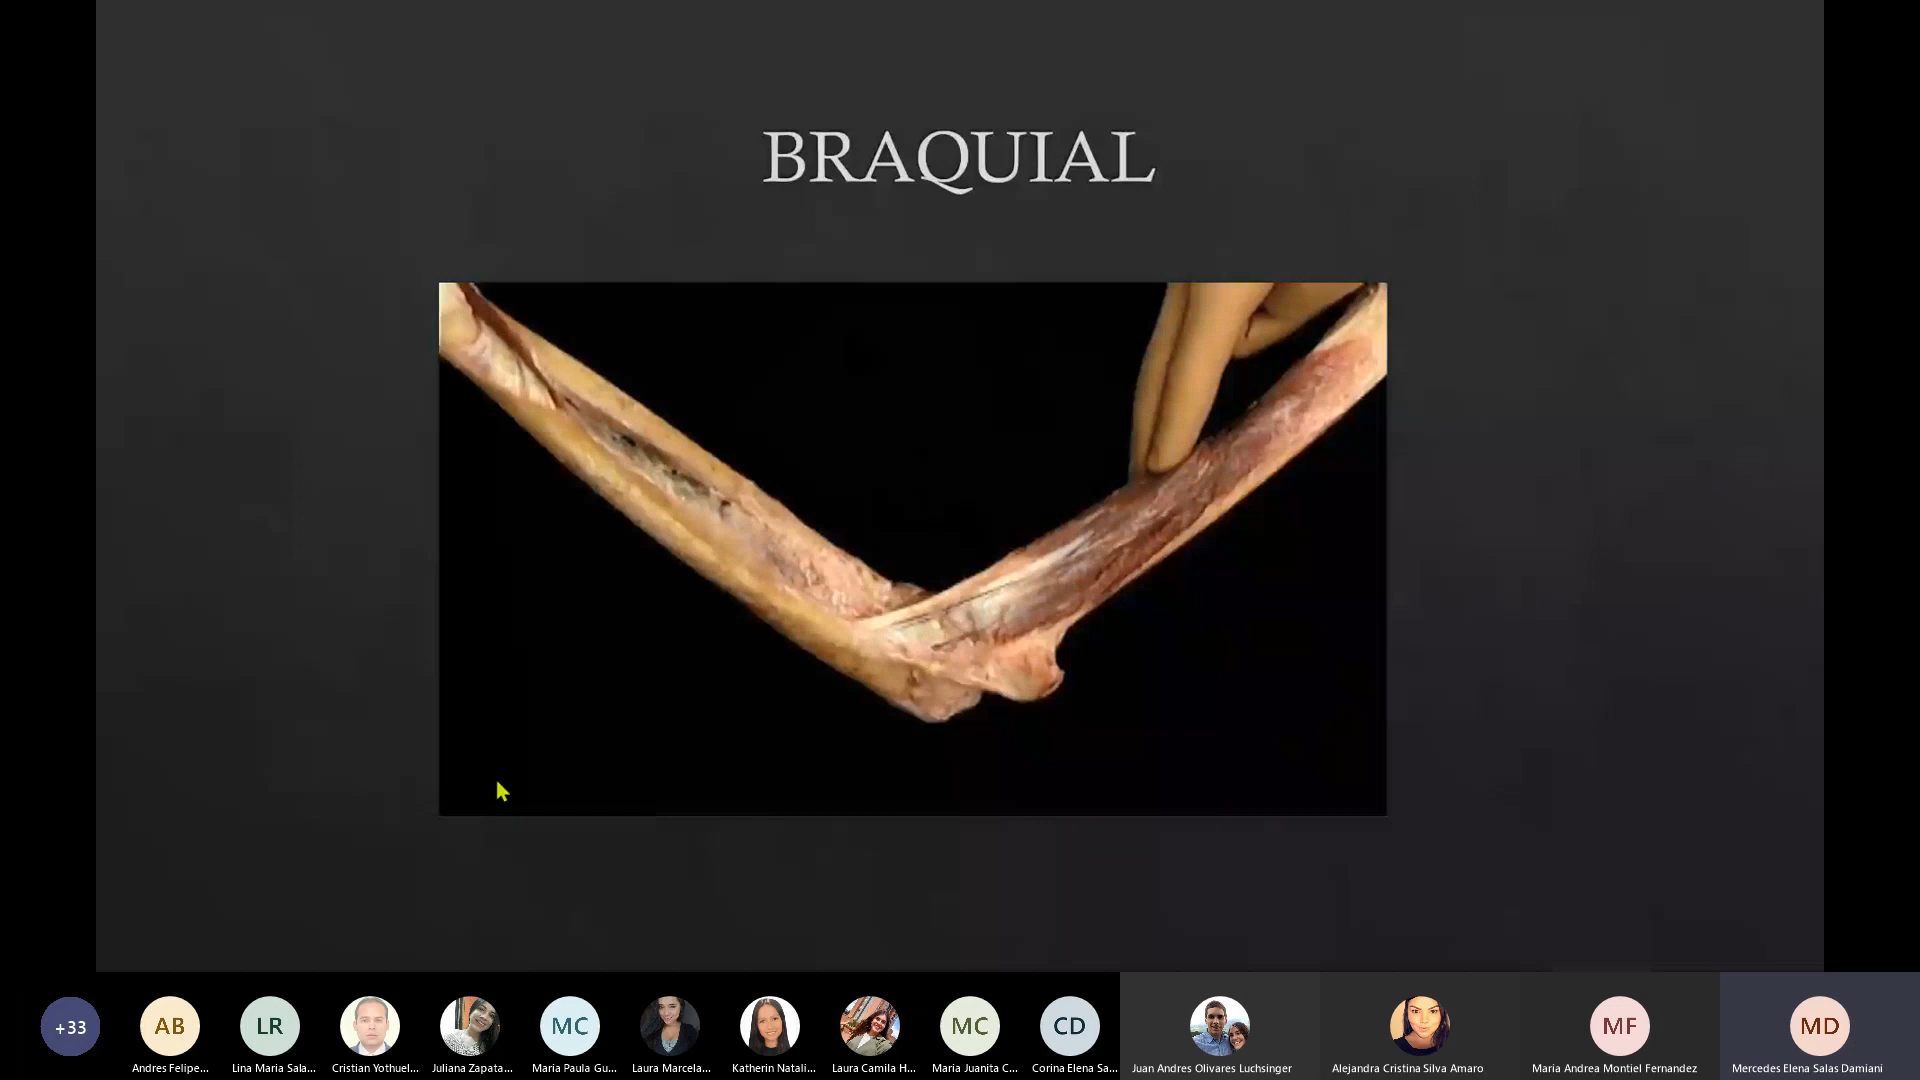 BRAQUIAL
+33
AB
LR
MC
MC
CD
MF
MD
Andres Felipe...
Lina Maria Sala...
Cristian Yothuel...
Juliana Zapata...
Maria Paula Gu...
Laura Marcela...
Katherin Natali...
Laura Camila H...
Maria Juanita C...
Corina Elena Sa...
Juan Andres Olivares Luchsinger
Alejandra Cristina Silva Amaro
Maria Andrea Montiel Fernandez
Mercedes Elena Salas Damiani